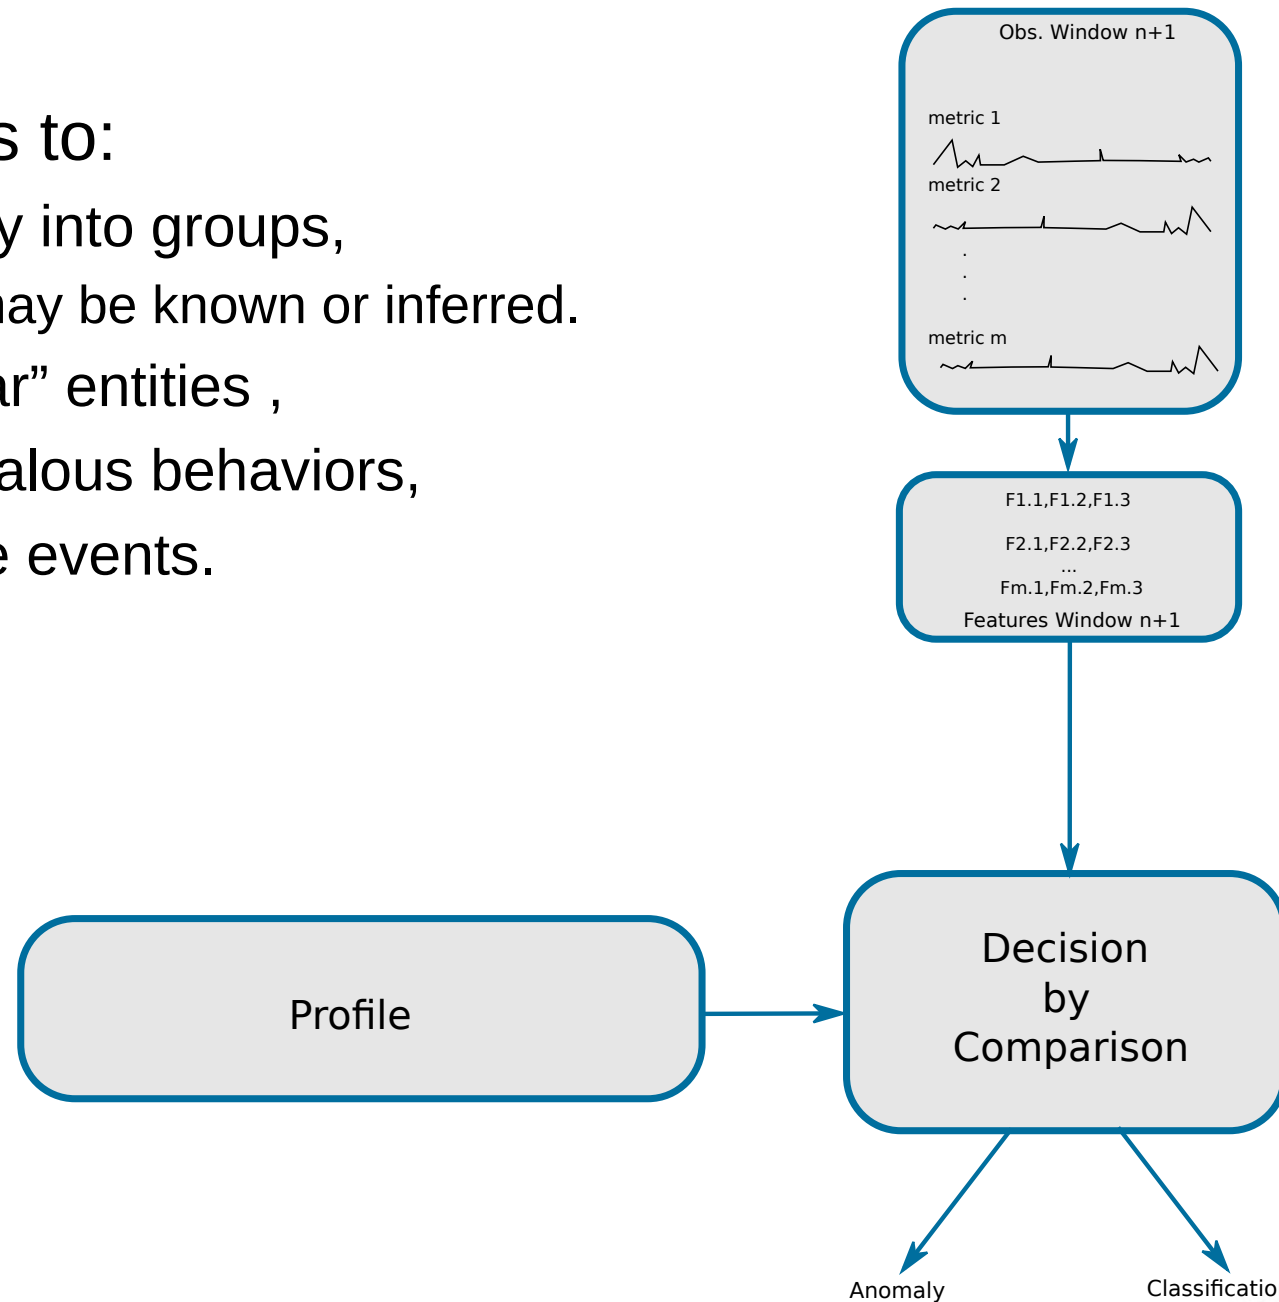 s to:
y into groups,
may be known or inferred.
ar” entities ,
alous behaviors,
e events.
Obs. Window n+1
metric 1
metric 2
.
.
.
metric m
F1.1,F1.2,F1.3
F2.1,F2.2,F2.3
...
Fm.1,Fm.2,Fm.3
Features Window n+1
Profile
Decision
by
Comparison
Anomaly
Classificatio